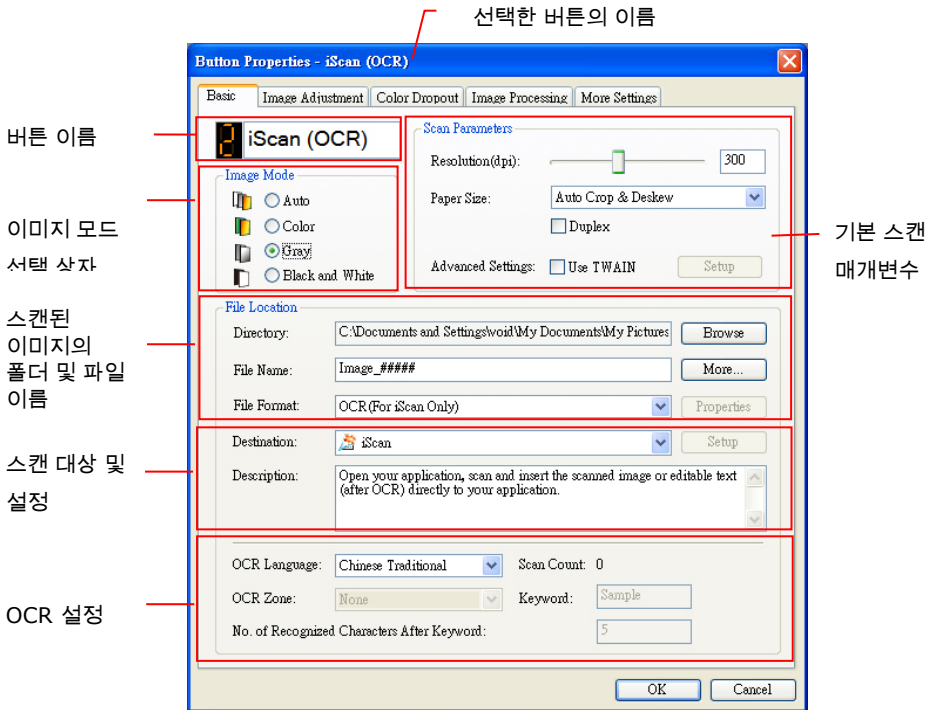 선택한 버튼의 이름
Button Properties - iScan (OCR)
Basic
Image Adjustment
Color Dropout
Image Processing
More Settings
버튼 이름
2 iScan (OCR)
이미지 모드
선택 상자
Image Mode
Auto
Color
Gray
Black and White
Scan Parameters
Resolution(dpi): 300
Paper Size: Auto Crop & Deskew
Duplex
Advanced Settings: Use TWAIN Setup
기본 스캔
매개변수
스캔된
이미지의
폴더 및 파일
이름
File Location
Directory: C:\Documents and Settings\void\My Documents\My Pictures Browse
File Name: Image_##### More...
File Format: OCR(For iScan Only) Properties
스캔 대상 및
설정
Destination: iScan Setup
Description: Open your application, scan and insert the scanned image or editable text
(after OCR) directly to your application.
OCR 설정
OCR Language: Chinese Traditional Scan Count: 0
OCR Zone: None Keyword: Sample
No. of Recognized Characters After Keyword: 5
OK Cancel